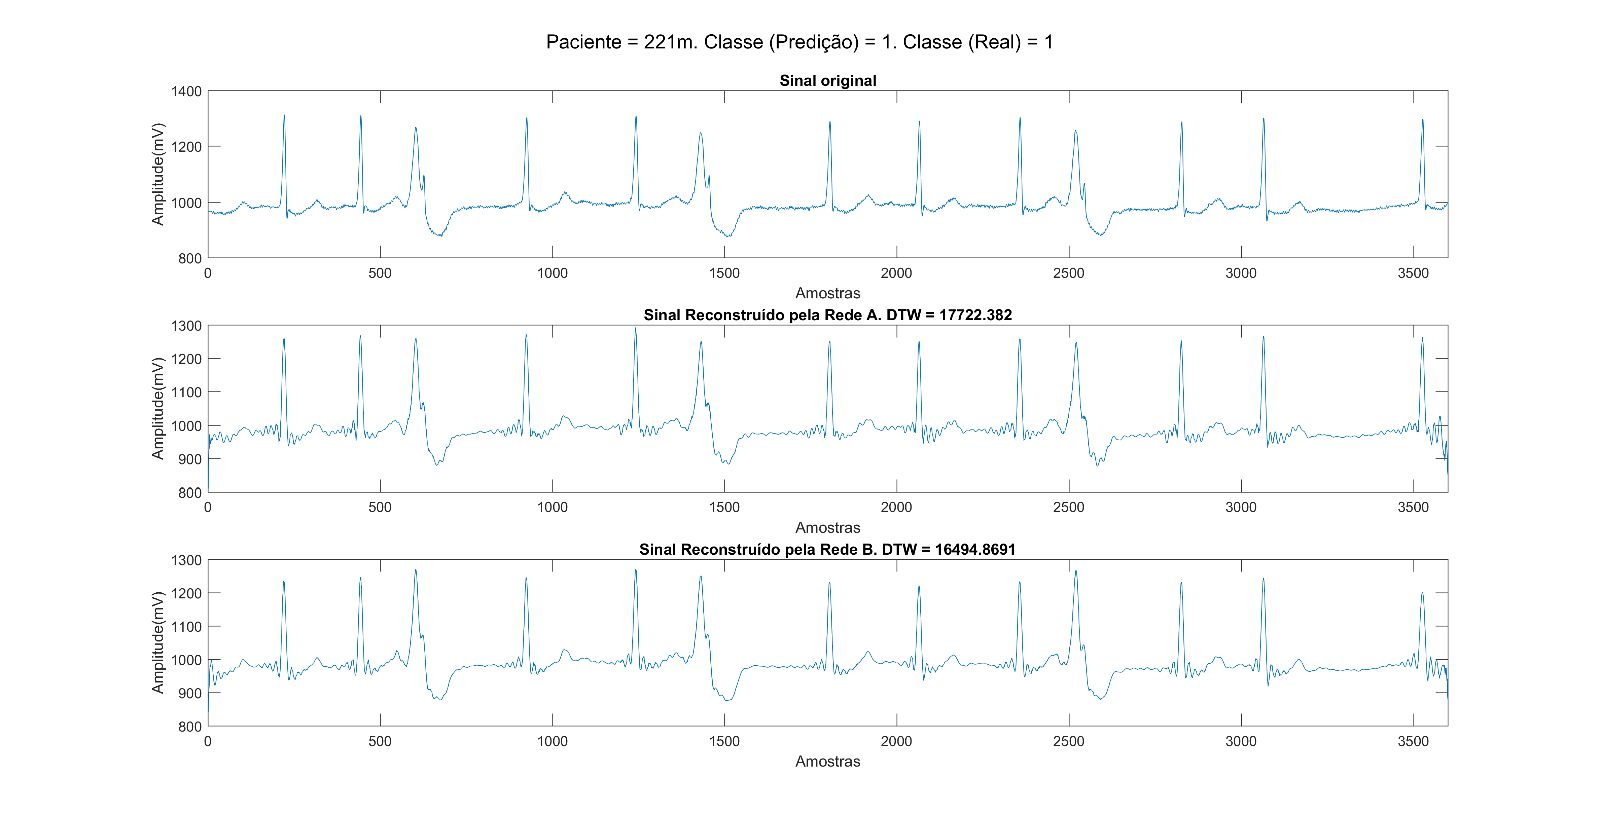 Paciente = 221m. Classe (Predição) = 1. Classe (Real) = 1
Sinal original
1400
1200
1000
800
Amplitude(mV)
0 500 1000 1500 2000 2500 3000 3500
Amostras
Sinal Reconstruído pela Rede A. DTW = 17722.382
1300
1200
1100
1000
900
800
Amplitude(mV)
0 500 1000 1500 2000 2500 3000 3500
Amostras
Sinal Reconstruído pela Rede B. DTW = 16494.8691
1300
1200
1100
1000
900
800
Amplitude(mV)
0 500 1000 1500 2000 2500 3000 3500
Amostras